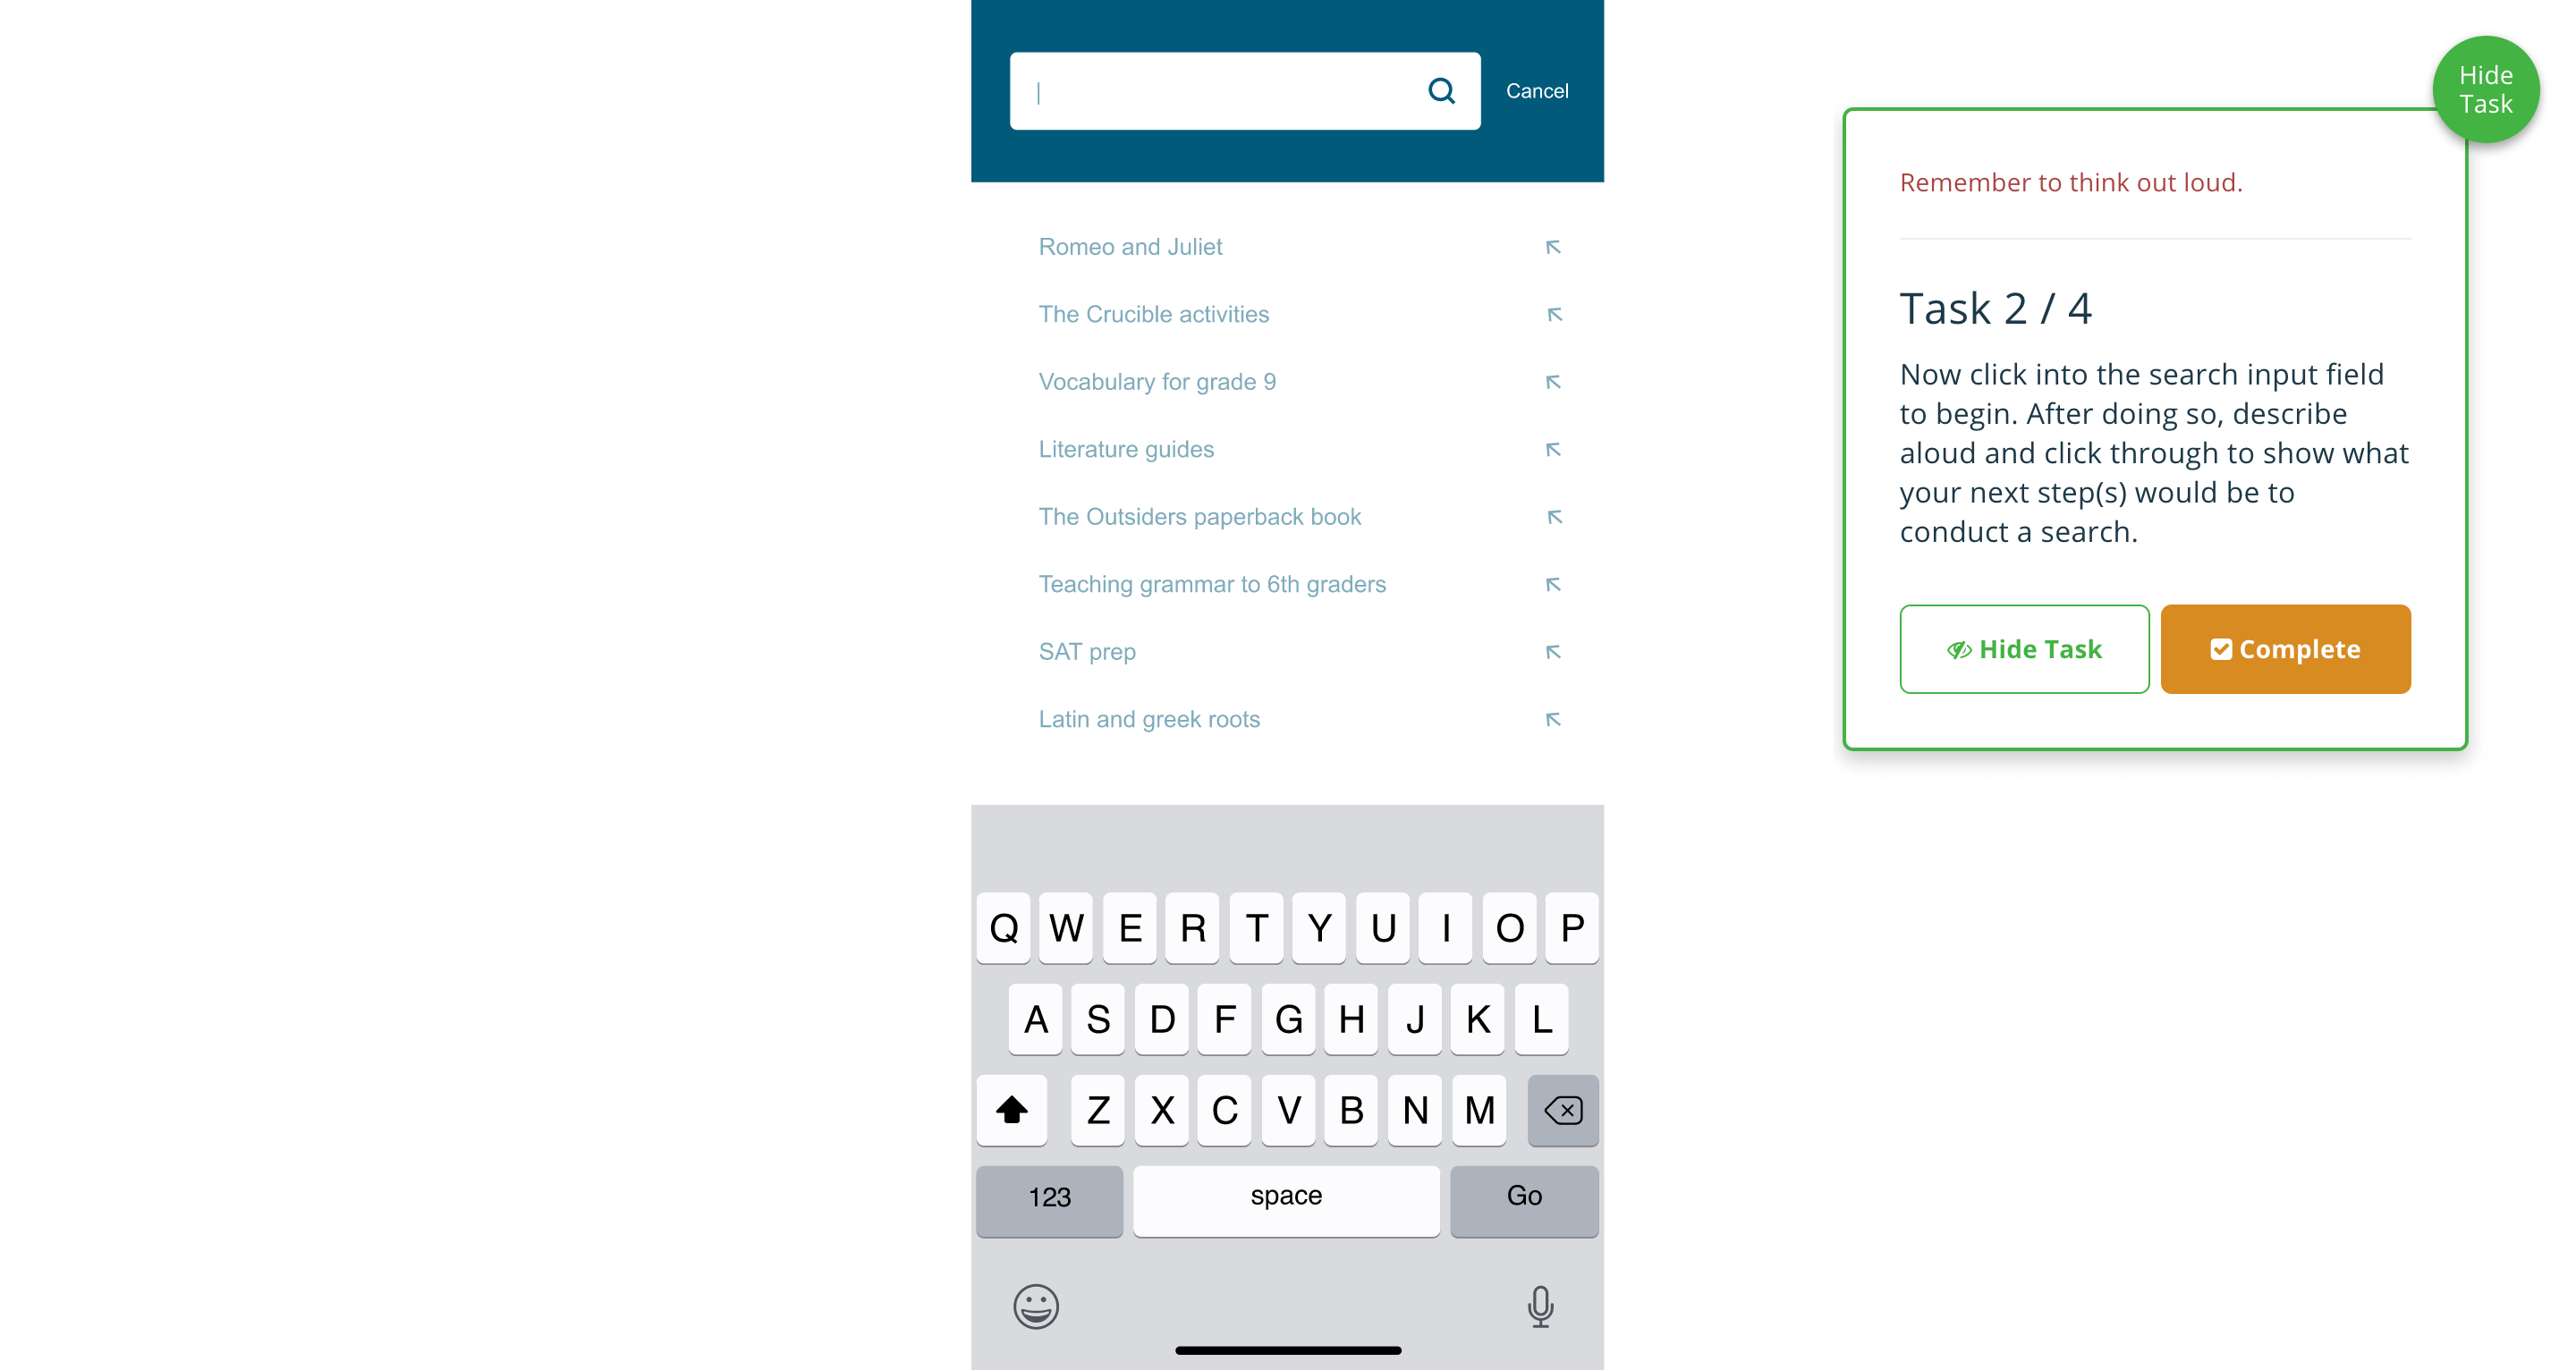 Cancel
Romeo and Juliet
The Crucible activities
Vocabulary for grade 9
Literature guides
The Outsiders paperback book
Teaching grammar to 6th graders
SAT prep
Latin and greek roots
Q W E R T Y U I O P
A S D F G H J K L
Z X C V B N M
123 space Go
Hide
Task
Remember to think out loud.
Task 2 / 4
Now click into the search input field
to begin. After doing so, describe
aloud and click through to show what
your next step(s) would be to
conduct a search.
Hide Task Complete